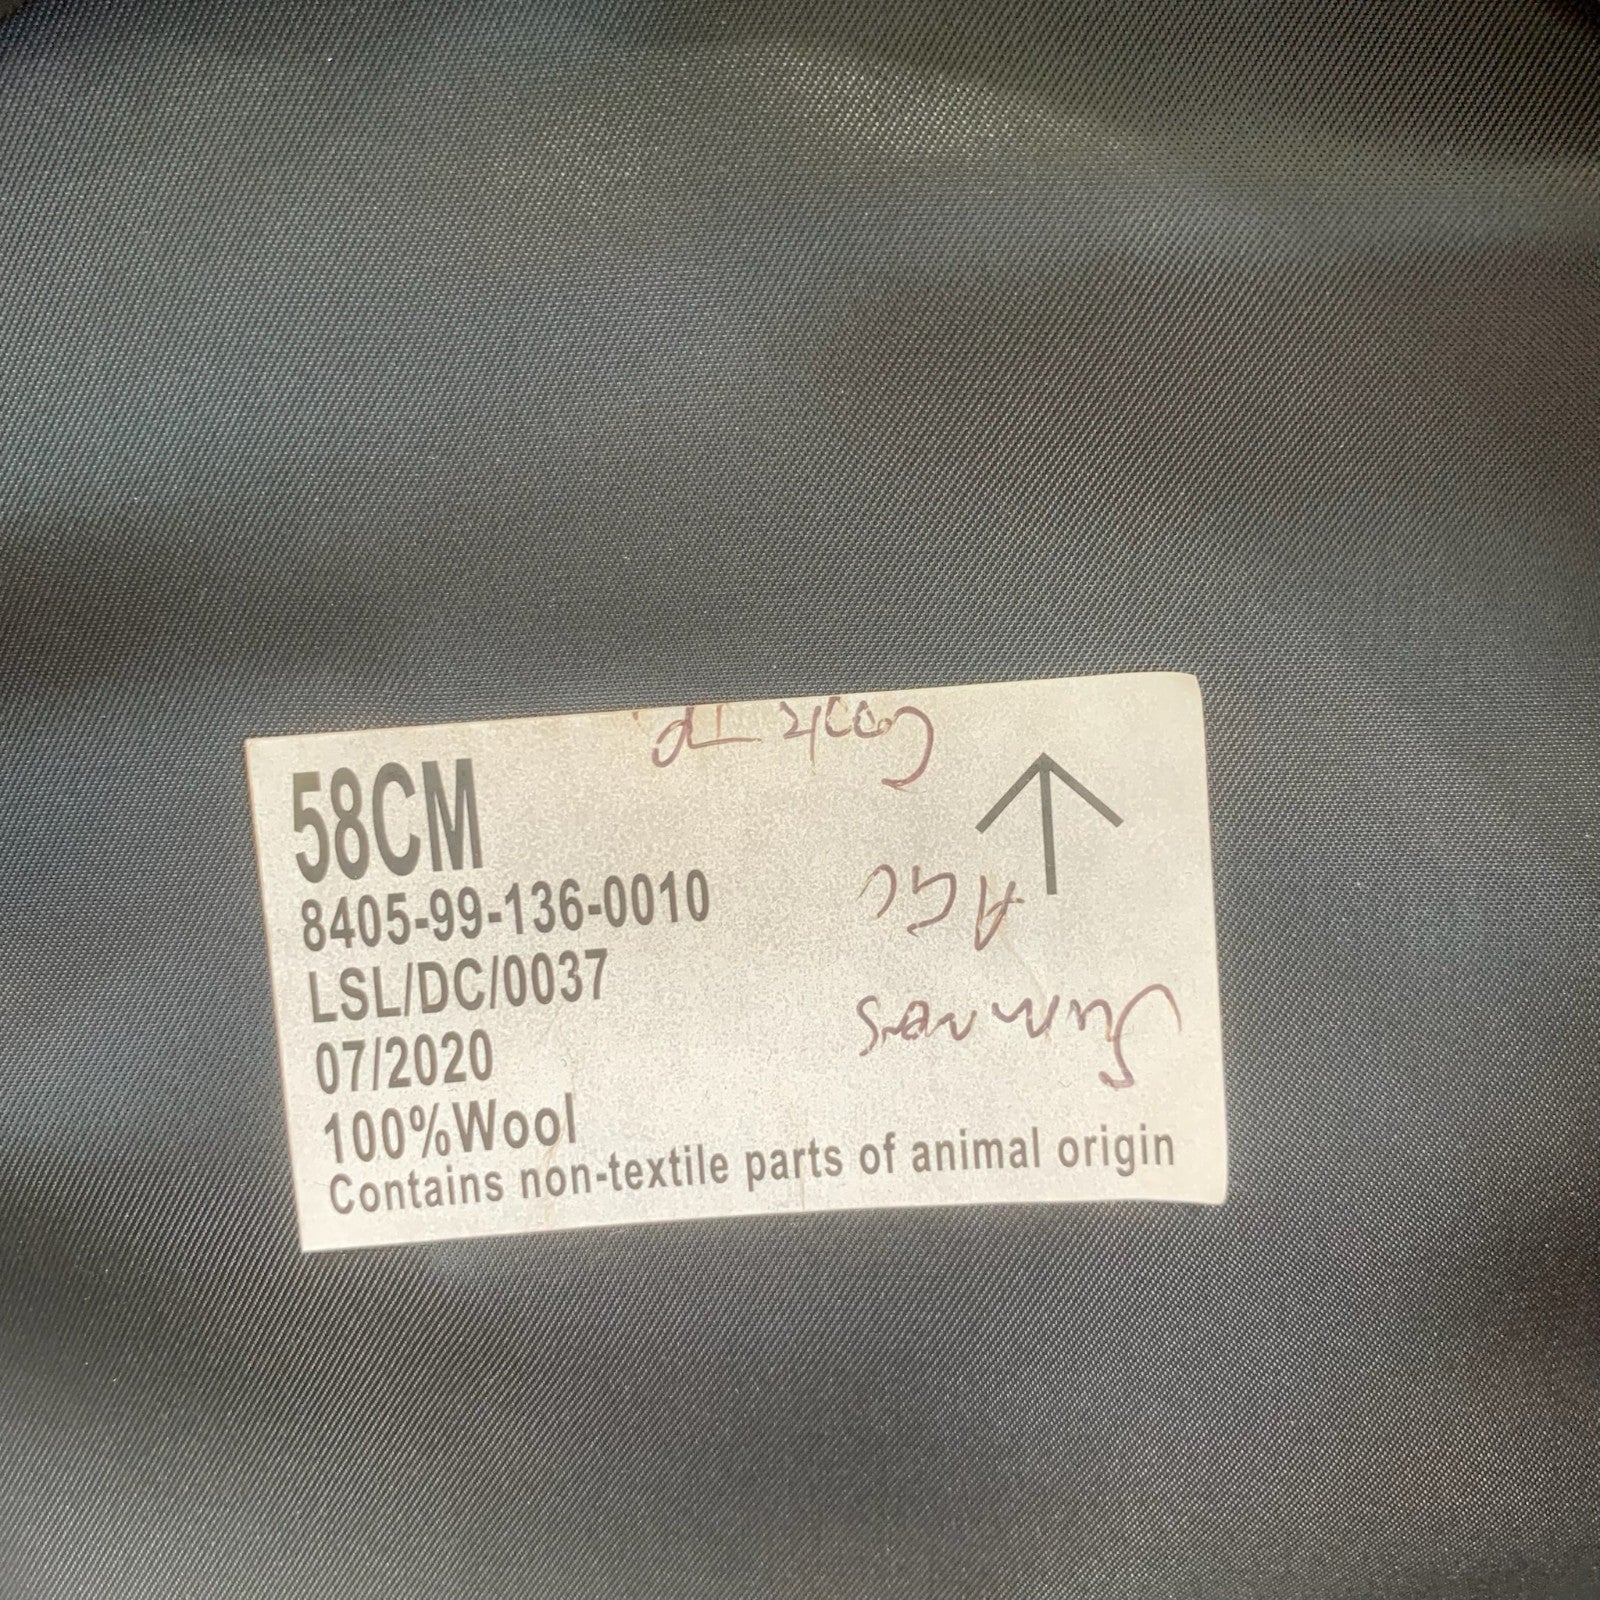 58CM
8405-99-136-0010
LSL/DC/0037
07/2020
100%Wool
Contains non-textile parts of animal origin